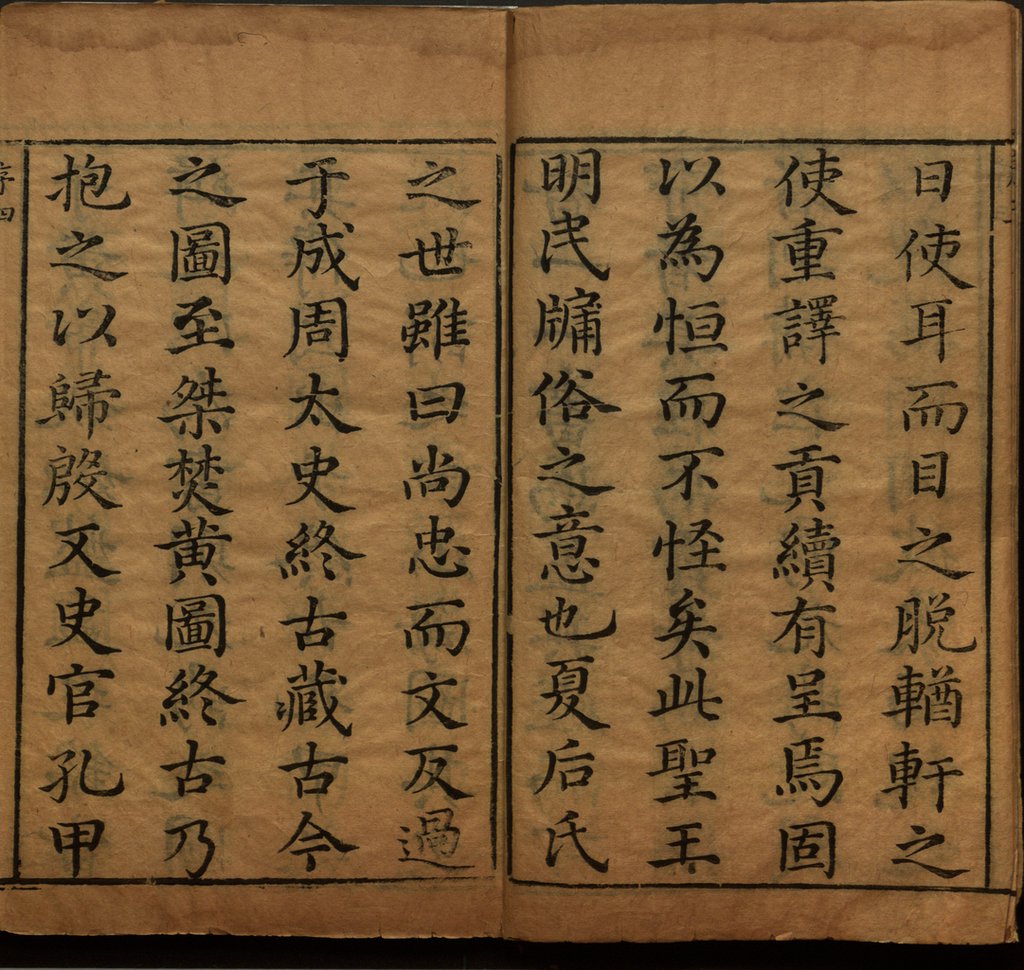 日使耳而目之脫輶軒之
使重譯之貢續有呈焉固
以為恒而不怪矣此聖王
明民牖俗之意也夏后氏
之世雖曰尚忠而文反過
于成周太史終古藏古今
之圖至桀焚黃圖終古乃
抱之以歸殷又史官孔甲
序四